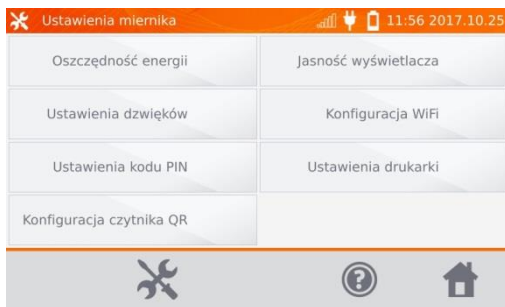 Ustawienia miernika 11:56 2017.10.25
Oszczędność energii Jasność wyświetlacza
Ustawienia dzwięków Konfiguracja WiFi
Ustawienia kodu PIN Ustawienia drukarki
Konfiguracja czytnika QR